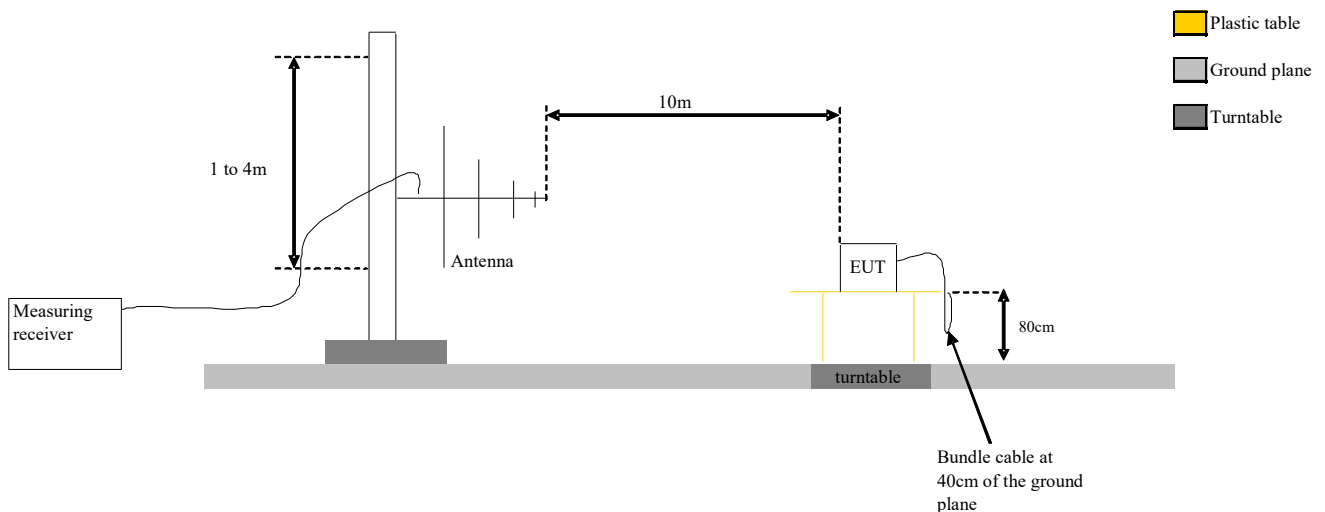 Plastic table
Ground plane
Turntable
10m
1 to 4m
Antenna
EUT
Measuring
receiver
80cm
turntable
Bundle cable at
40cm of the ground
plane